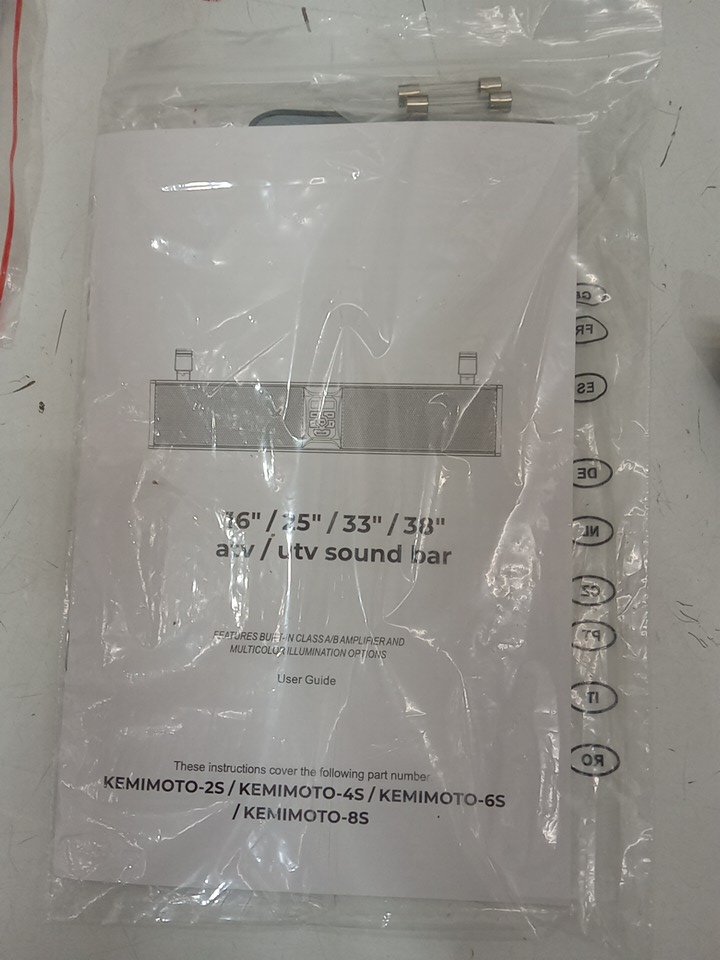 16" / 25" / 33" / 38"
atv / utv sound bar
FEATURES BUILT-IN CLASS A/B AMPLIFIER AND
MULTICOLOR ILLUMINATION OPTIONS
User Guide
These instructions cover the following part number
KEMIMOTO-2S / KEMIMOTO-4S / KEMIMOTO-6S
/ KEMIMOTO-8S
FR
ES
DE
NL
CZ
PT
IT
RO